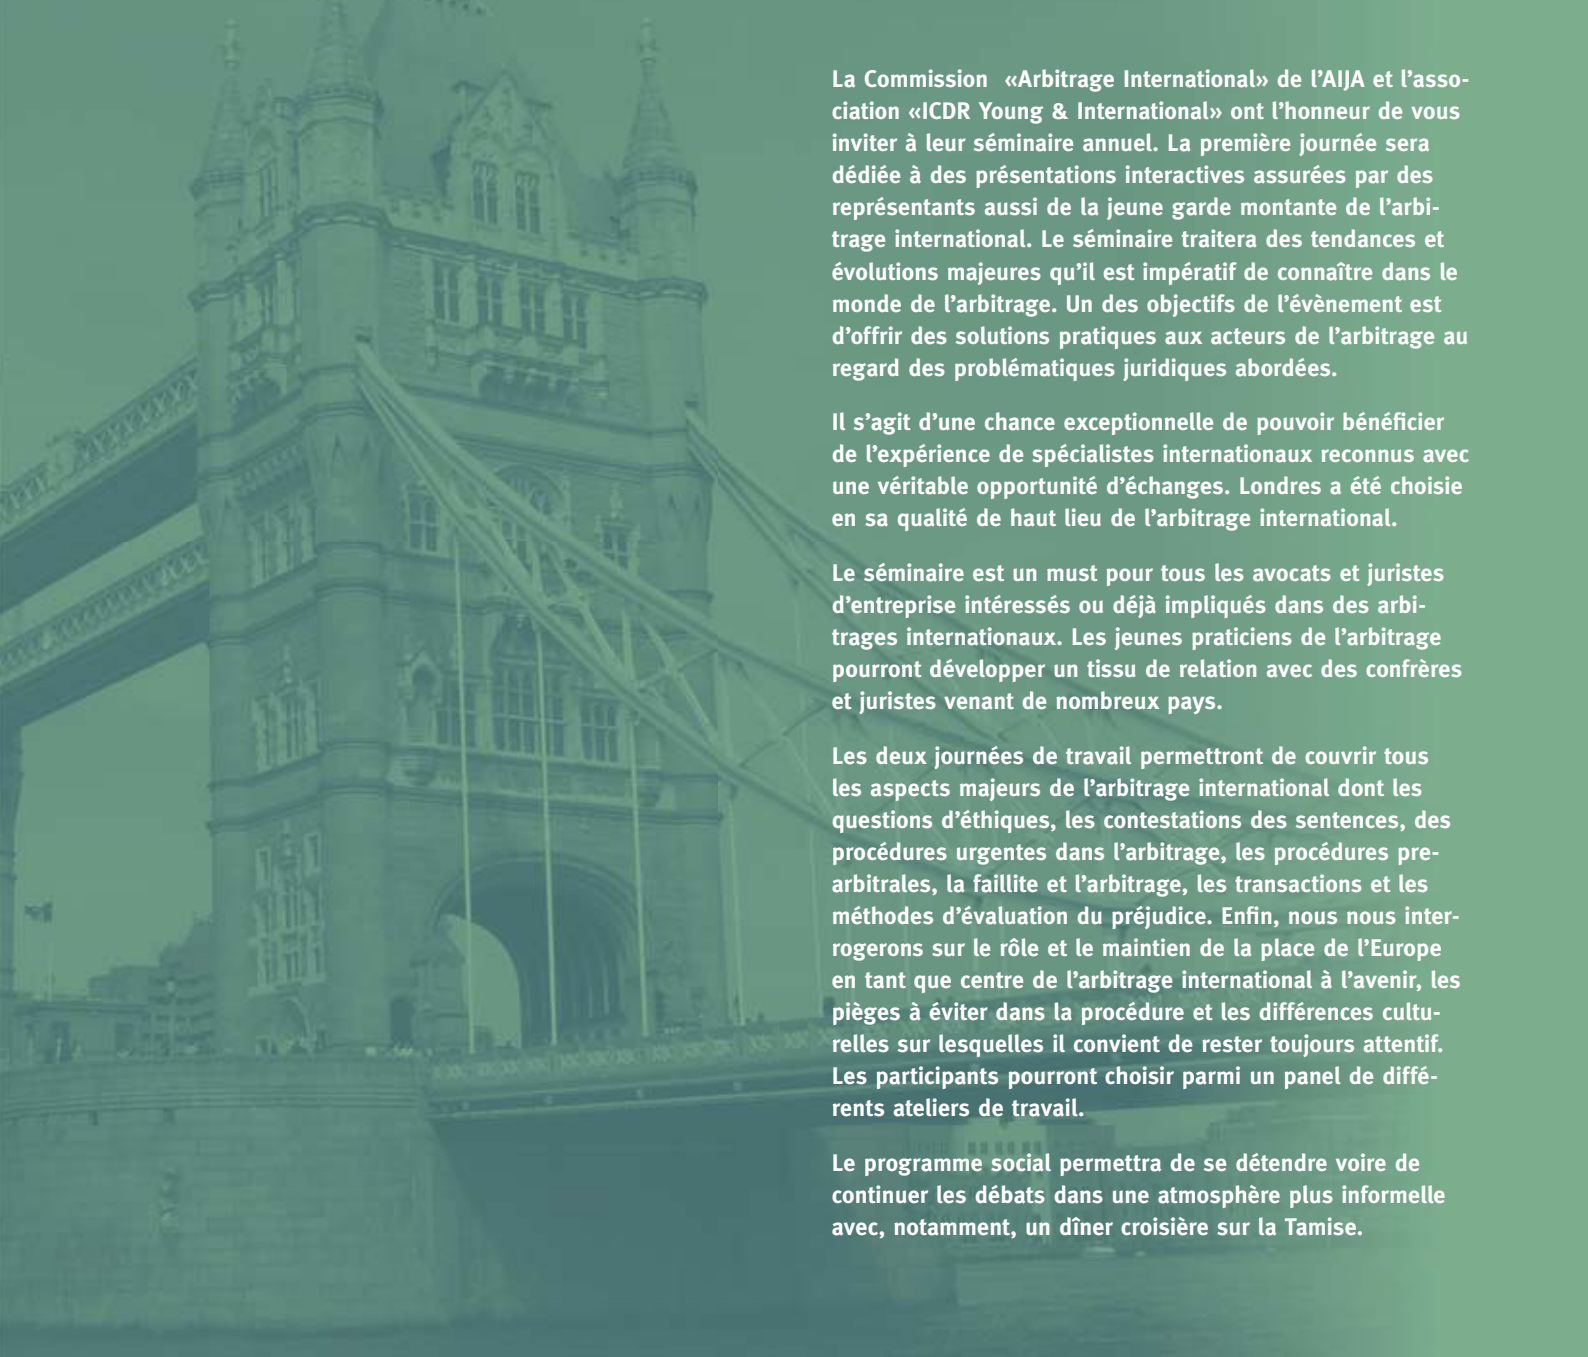 La Commission  «Arbitrage International» de l’AIJA et l’asso-
ciation «ICDR Young & International» ont l’honneur de vous
inviter à leur séminaire annuel. La première journée sera
dédiée à des présentations interactives assurées par des
représentants aussi de la jeune garde montante de l’arbi-
trage international. Le séminaire traitera des tendances et
évolutions majeures qu’il est impératif de connaître dans le
monde de l’arbitrage. Un des objectifs de l’évènement est
d’offrir des solutions pratiques aux acteurs de l’arbitrage au
regard des problématiques juridiques abordées.
Il s’agit d’une chance exceptionnelle de pouvoir bénéficier
de l’expérience de spécialistes internationaux reconnus avec
une véritable opportunité d’échanges. Londres a été choisie
en sa qualité de haut lieu de l’arbitrage international.
Le séminaire est un must pour tous les avocats et juristes
d’entreprise intéressés ou déjà impliqués dans des arbi-
trages internationaux. Les jeunes praticiens de l’arbitrage
pourront développer un tissu de relation avec des confrères
et juristes venant de nombreux pays.
Les deux journées de travail permettront de couvrir tous
les aspects majeurs de l’arbitrage international dont les
questions d’éthiques, les contestations des sentences, des
procédures urgentes dans l’arbitrage, les procédures pre-
arbitrales, la faillite et l’arbitrage, les transactions et les
méthodes d’évaluation du préjudice. Enfin, nous nous inter-
rogerons sur le rôle et le maintien de la place de l’Europe
en tant que centre de l’arbitrage international à l’avenir, les
pièges à éviter dans la procédure et les différences cultu-
relles sur lesquelles il convient de rester toujours attentif.
Les participants pourront choisir parmi un panel de diffé-
rents ateliers de travail.
Le programme social permettra de se détendre voire de
continuer les débats dans une atmosphère plus informelle
avec, notamment, un dîner croisière sur la Tamise.